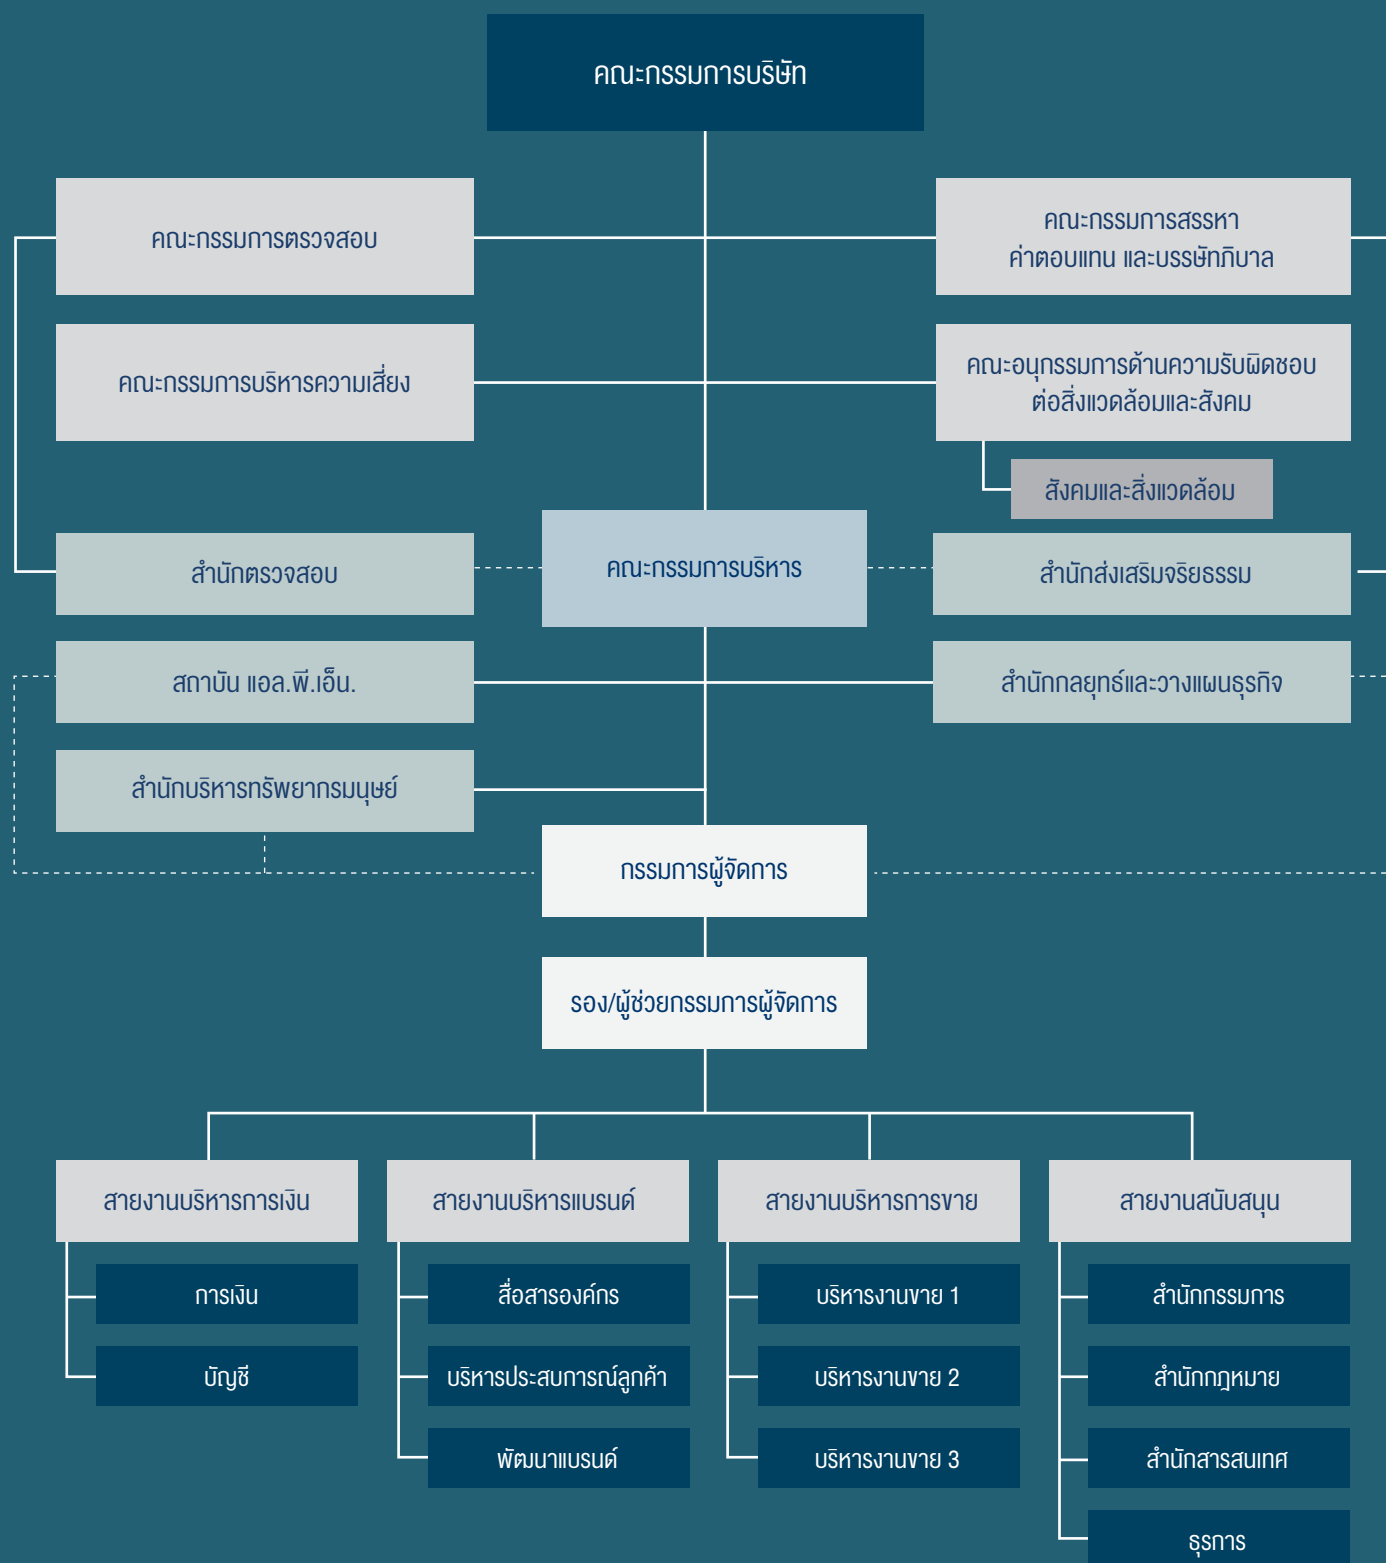 คณะกรรมการบริษัท
คณะกรรมการตรวจสอบ
คณะกรรมการสรรหา
ค่าตอบแทน และบรรษัทภิบาล
คณะกรรมการบริหารความเสี่ยง
คณะอนุกรรมการด้านความรับผิดชอบ
ต่อสิ่งแวดล้อมและสังคม
สังคมและสิ่งแวดล้อม
สำนักตรวจสอบ
คณะกรรมการบริหาร
สำนักส่งเสริมจริยธรรม
สถาบัน แอล.พี.เอ็น.
สำนักกลยุทธ์และวางแผนธุรกิจ
สำนักบริหารทรัพยากรมนุษย์
กรรมการผู้จัดการ
รอง/ผู้ช่วยกรรมการผู้จัดการ
สายงานบริหารการเงิน
การเงิน
บัญชี
สายงานบริหารแบรนด์
สื่อสารองค์กร
บริหารประสบการณ์ลูกค้า
พัฒนาแบรนด์
สายงานบริหารการขาย
บริหารงานขาย 1
บริหารงานขาย 2
บริหารงานขาย 3
สายงานสนับสนุน
สำนักกรรมการ
สำนักกฎหมาย
สำนักสารสนเทศ
ธุรการ